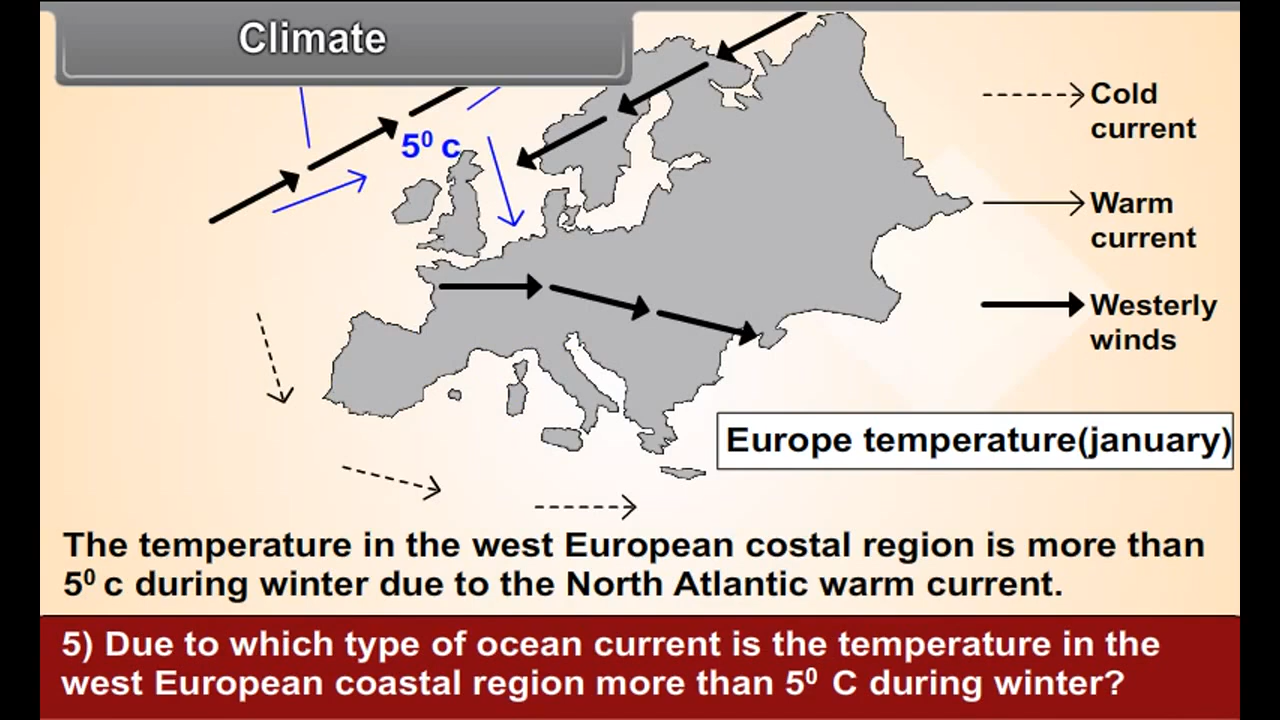 Climate
Cold
current
5⁰ c
Warm
current
Westerly
winds
Europe temperature(january)
The temperature in the west European costal region is more than
5⁰ c during winter due to the North Atlantic warm current.
5) Due to which type of ocean current is the temperature in the
west European coastal region more than 5⁰ C during winter?